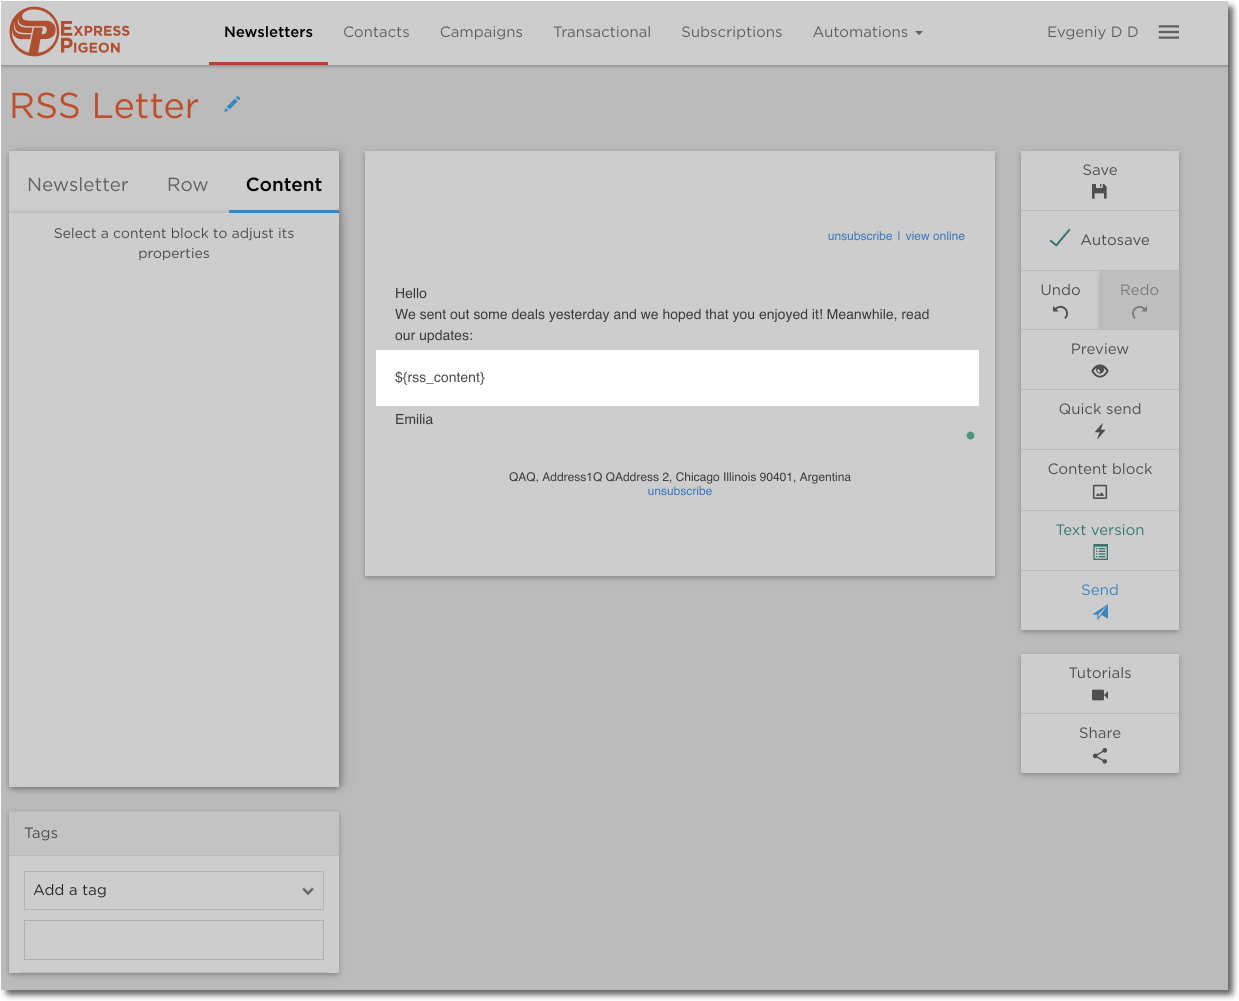 EXPRESS
PIGEON
Newsletters
Contacts
Campaigns
Transactional
Subscriptions
Automations
Evgeniy D D
RSS Letter
Newsletter
Row
Content
Select a content block to adjust its
properties
Tags
Add a tag
unsubscribe | view online
Hello
We sent out some deals yesterday and we hoped that you enjoyed it! Meanwhile, read
our updates:
${rss_content}
Emilia
QAQ, Address1Q QAddress 2, Chicago Illinois 90401, Argentina
unsubscribe
Save
Autosave
Undo
Redo
Preview
Quick send
Content block
Text version
Send
Tutorials
Share